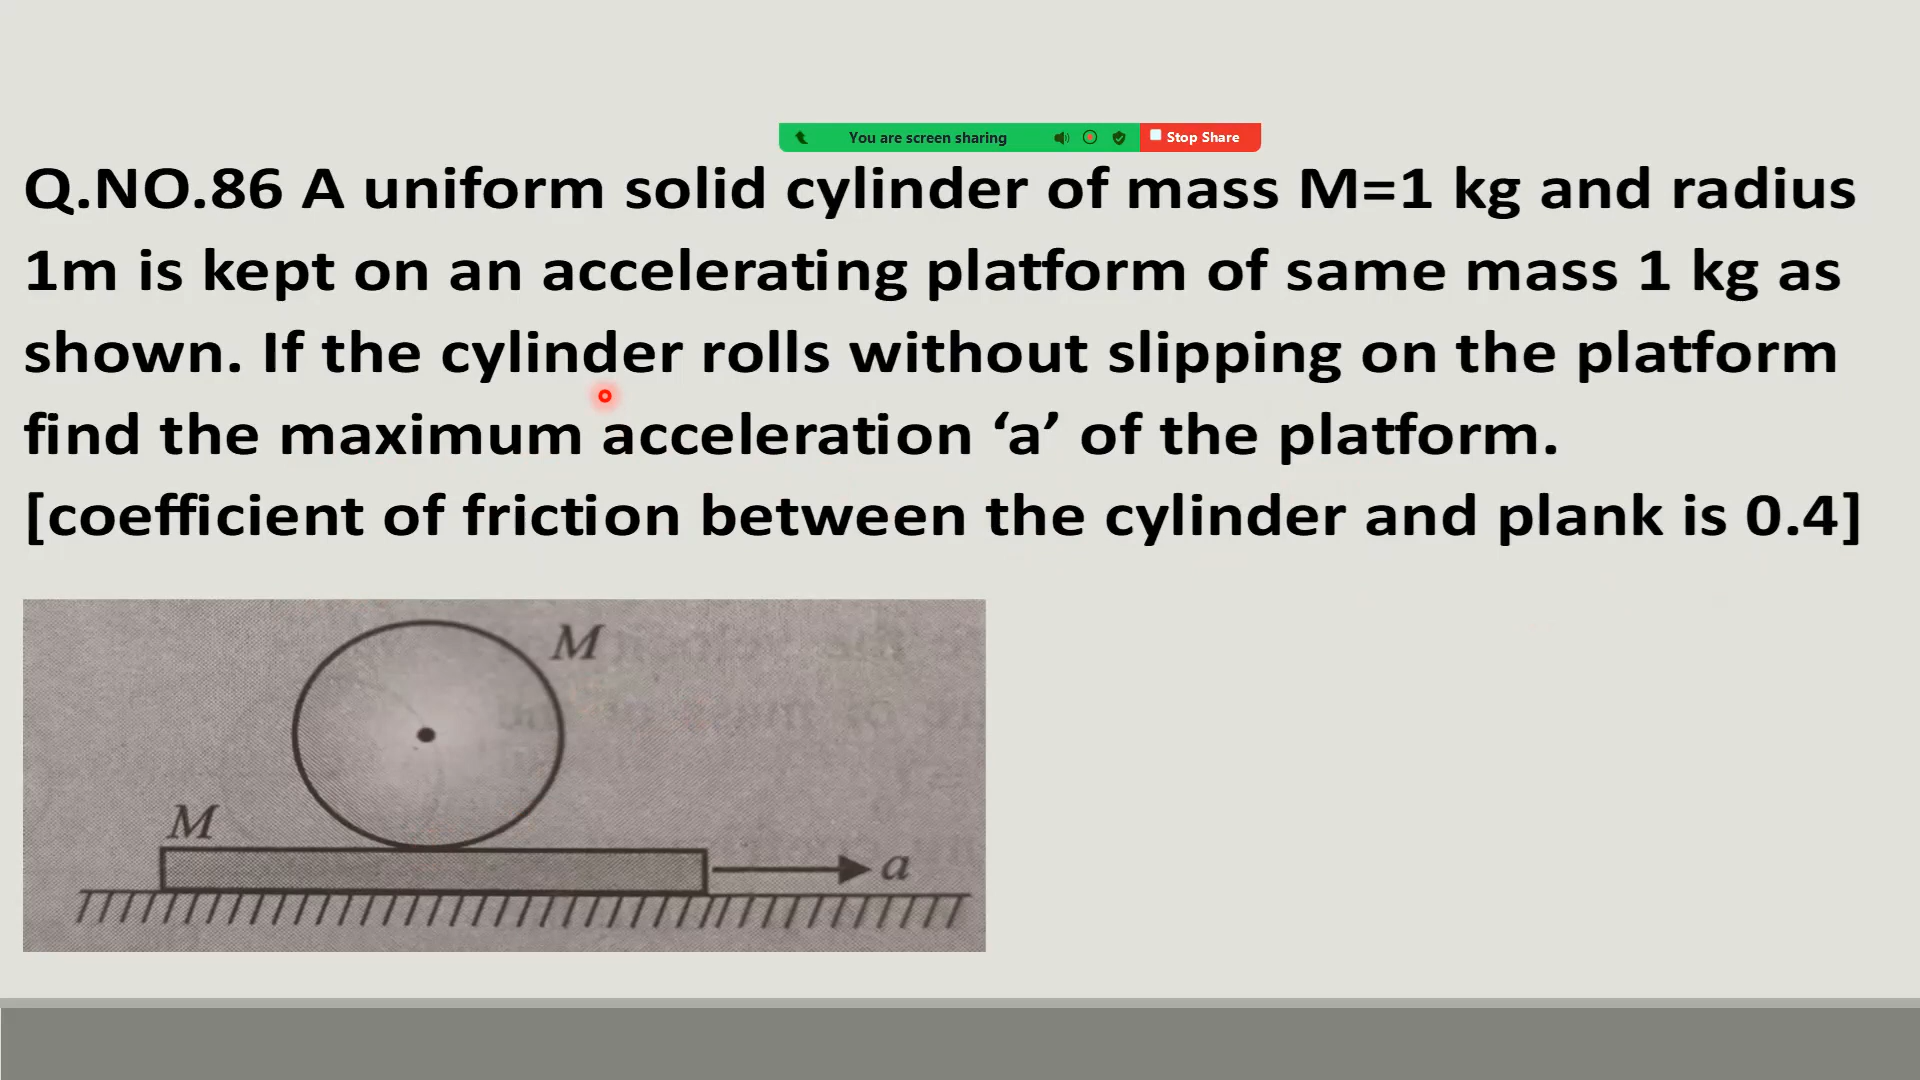 You are screen sharing Stop Share
Q.NO.86 A uniform solid cylinder of mass M=1 kg and radius
1m is kept on an accelerating platform of same mass 1 kg as
shown. If the cylinder rolls without slipping on the platform
find the maximum acceleration ‘a’ of the platform.
[coefficient of friction between the cylinder and plank is 0.4]
M
M
a